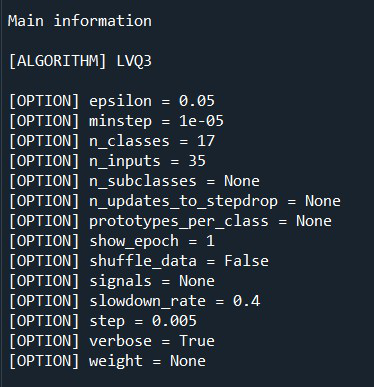 Main information
[ALGORITHM] LVQ3
[OPTION] epsilon = 0.05
[OPTION] minstep = 1e-05
[OPTION] n_classes = 17
[OPTION] n_inputs = 35
[OPTION] n_subclasses = None
[OPTION] n_updates_to_stepdrop = None
[OPTION] prototypes_per_class = None
[OPTION] show_epoch = 1
[OPTION] shuffle_data = False
[OPTION] signals = None
[OPTION] slowdown_rate = 0.4
[OPTION] step = 0.005
[OPTION] verbose = True
[OPTION] weight = None